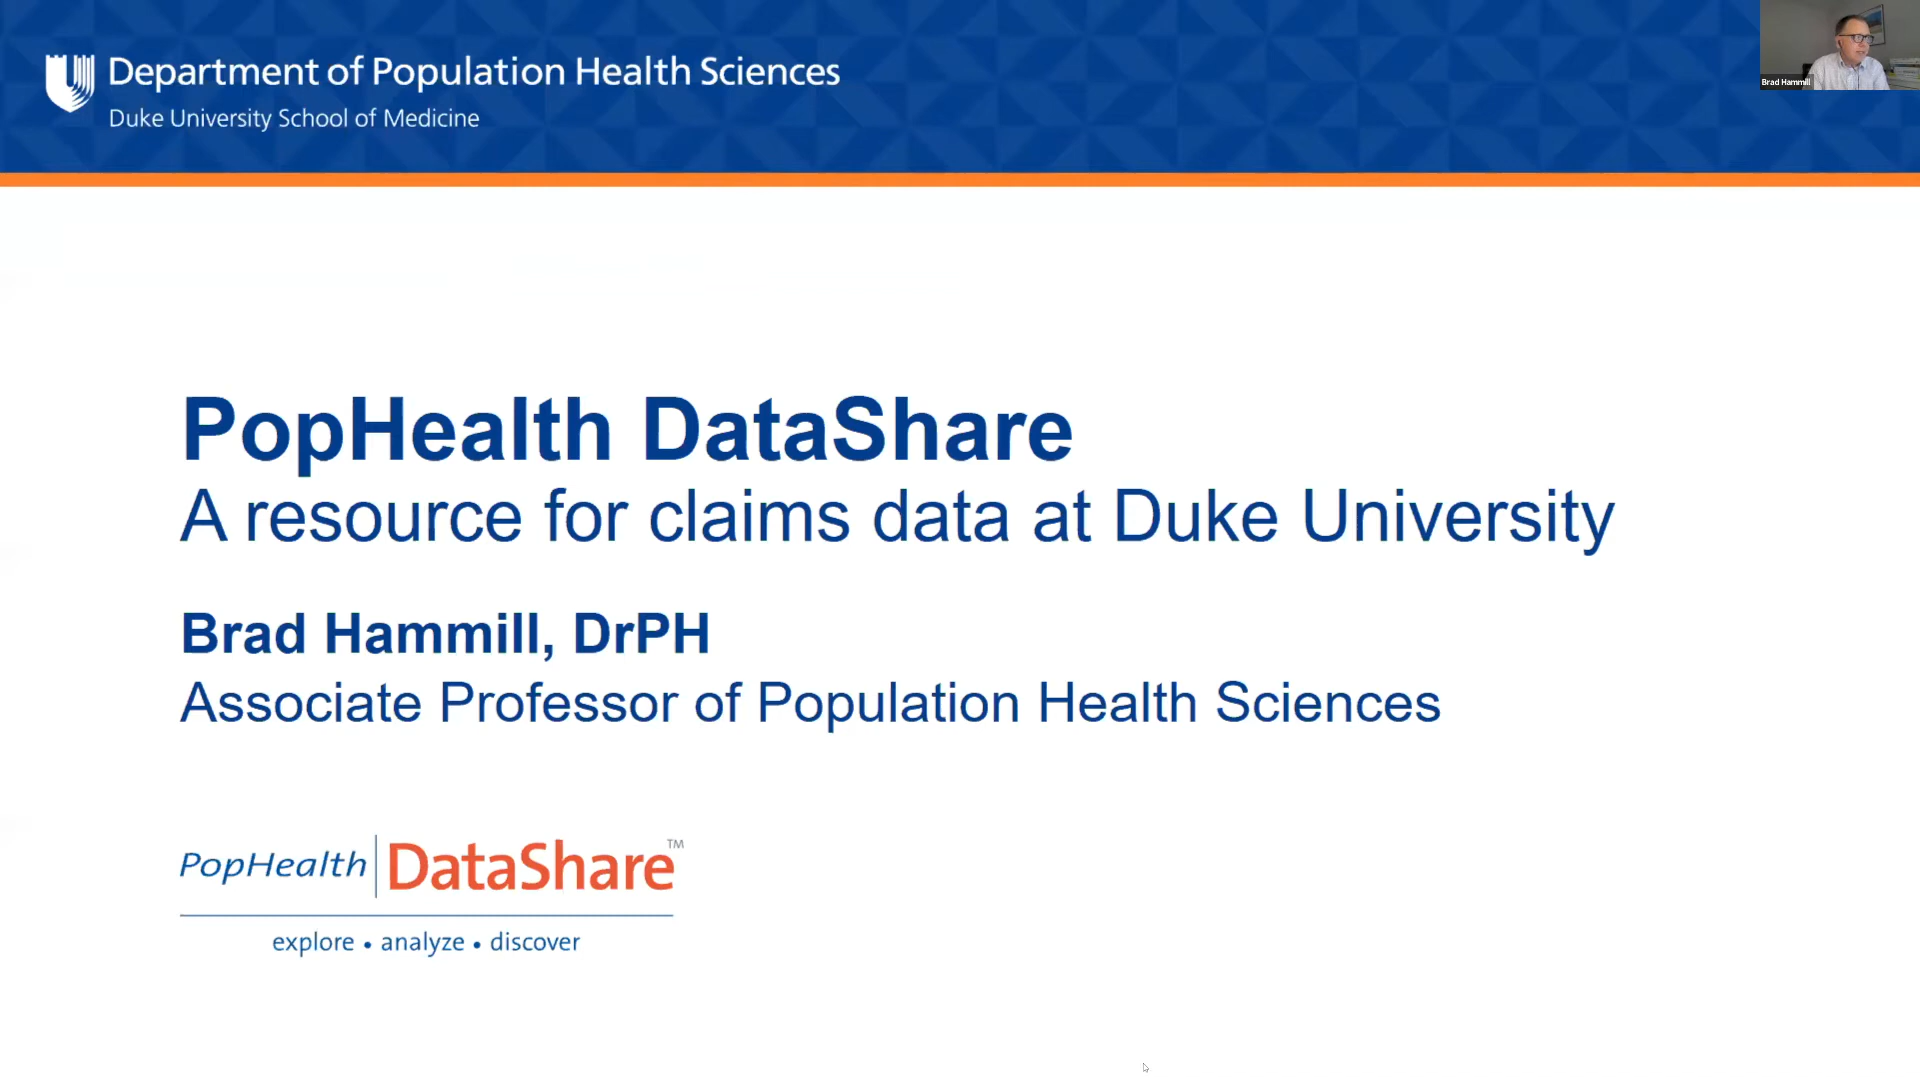 Department of Population Health Sciences
Duke University School of Medicine
Brad Hammill
PopHealth DataShare
A resource for claims data at Duke University
Brad Hammill, DrPH
Associate Professor of Population Health Sciences
PopHealth DataShare™
explore • analyze • discover